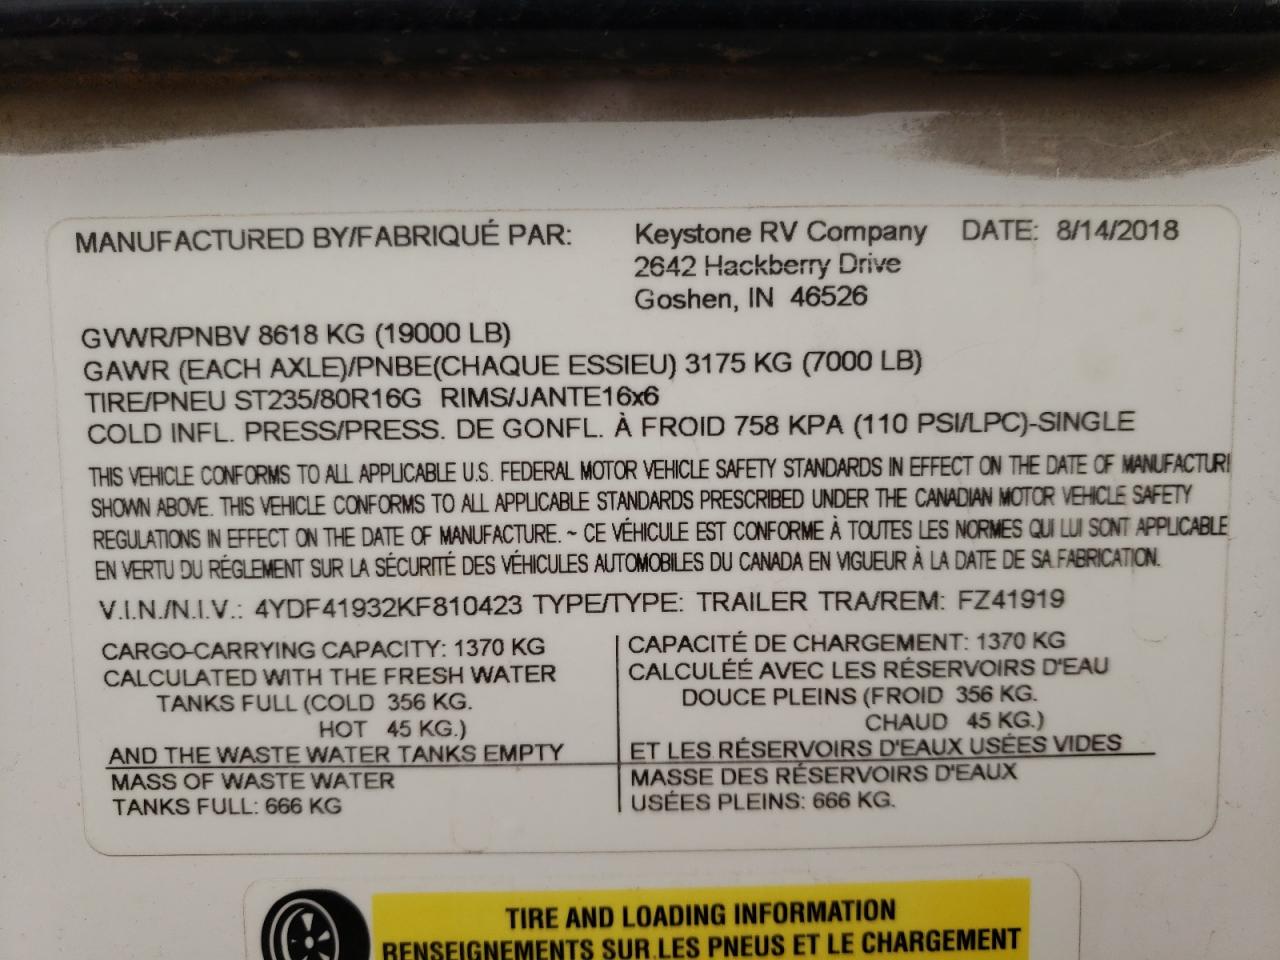 MANUFACTURED BY/FABRIQUÉ PAR: Keystone RV Company DATE: 8/14/2018
2642 Hackberry Drive
Goshen, IN 46526
GVWR/PNBV 8618 KG (19000 LB)
GAWR (EACH AXLE)/PNBE(CHAQUE ESSIEU) 3175 KG (7000 LB)
TIRE/PNEU ST235/80R16G RIMS/JANTE16x6
COLD INFL. PRESS/PRESS. DE GONFL. À FROID 758 KPA (110 PSI/LPC)-SINGLE
THIS VEHICLE CONFORMS TO ALL APPLICABLE U.S. FEDERAL MOTOR VEHICLE SAFETY STANDARDS IN EFFECT ON THE DATE OF MANUFACTURI
SHOWN ABOVE. THIS VEHICLE CONFORMS TO ALL APPLICABLE STANDARDS PRESCRIBED UNDER THE CANADIAN MOTOR VEHICLE SAFETY
REGULATIONS IN EFFECT ON THE DATE OF MANUFACTURE. ~ CE VÉHICULE EST CONFORME À TOUTES LES NORMES QUI LUI SONT APPLICABLE
EN VERTU DU RÉGLEMENT SUR LA SÉCURITÉ DES VÉHICULES AUTOMOBILES DU CANADA EN VIGUEUR À LA DATE DE SA FABRICATION.
V.I.N./N.I.V.: 4YDF41932KF810423 TYPE/TYPE: TRAILER TRA/REM: FZ41919
CARGO-CARRYING CAPACITY: 1370 KG
CALCULATED WITH THE FRESH WATER
TANKS FULL (COLD 356 KG.
HOT 45 KG.)
AND THE WASTE WATER TANKS EMPTY
MASS OF WASTE WATER
TANKS FULL: 666 KG
CAPACITÉ DE CHARGEMENT: 1370 KG
CALCULÉÉ AVEC LES RÉSERVOIRS D'EAU
DOUCE PLEINS (FROID 356 KG.
CHAUD 45 KG.)
ET LES RÉSERVOIRS D'EAUX USÉES VIDES
MASSE DES RÉSERVOIRS D'EAUX
USÉES PLEINS: 666 KG.
TIRE AND LOADING INFORMATION
RENSEIGNEMENTS SUR LES PNEUS ET LE CHARGEMENT